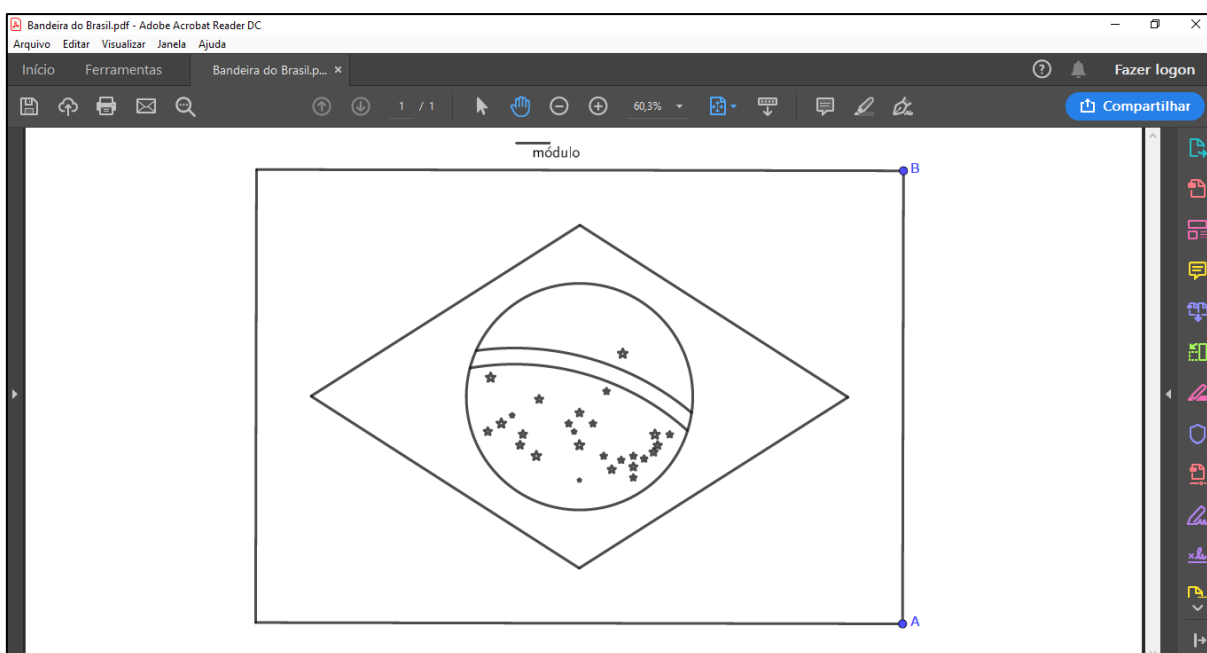 Bandeira do Brasil.pdf - Adobe Acrobat Reader DC
Arquivo Editar Visualizar Janela Ajuda
Início Ferramentas Bandeira do Brasil.p... × Fazer logon
1 / 1 60,3% Compartilhar
módulo
B
A